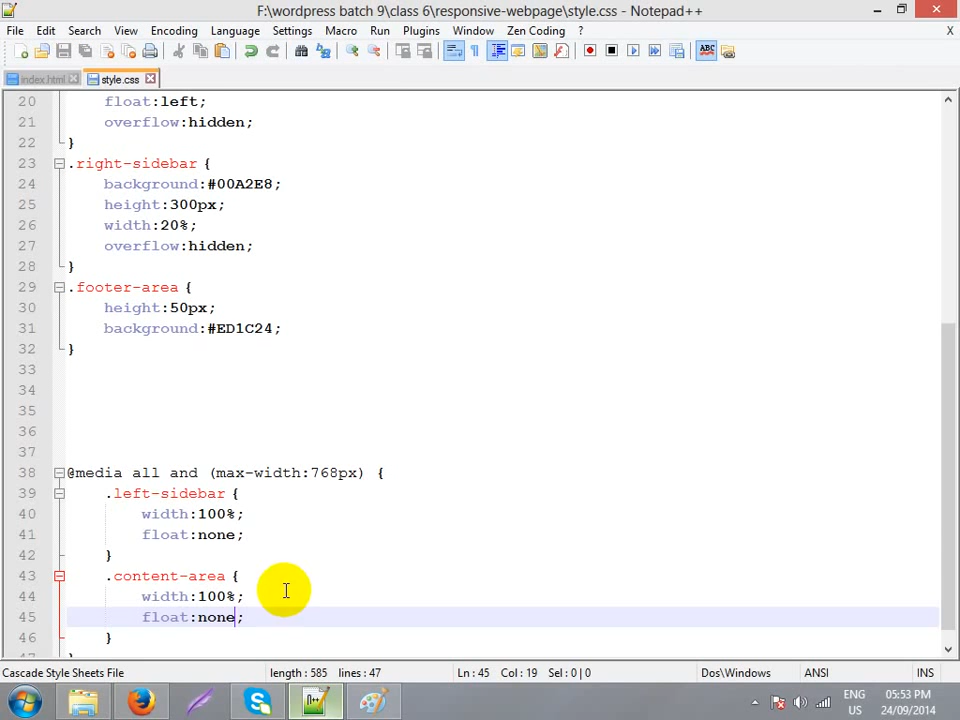 F:\wordpress batch 9\class 6\responsive-webpage\style.css - Notepad++
File Edit Search View Encoding Language Settings Macro Run Plugins Window Zen Coding ? X
index.html style.css
20 float:left;
21 overflow:hidden;
22 }
23 .right-sidebar {
24 background:#00A2E8;
25 height:300px;
26 width:20%;
27 overflow:hidden;
28 }
29 .footer-area {
30 height:50px;
31 background:#ED1C24;
32 }
33
34
35
36
37
38 @media all and (max-width:768px) {
39 .left-sidebar {
40 width:100%;
41 float:none;
42 }
43 .content-area {
44 width:100%;
45 float:none;
46 }
47 }
Cascade Style Sheets File length : 585 lines : 47 Ln : 45 Col : 19 Sel : 0 | 0 Dos\Windows ANSI INS
ENG 05:53 PM
US 24/09/2014